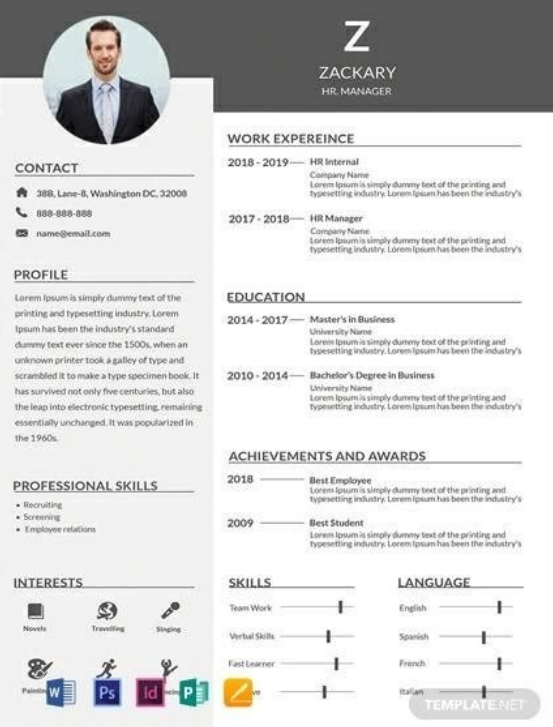 Z
ZACKARY
HR. MANAGER
CONTACT
38B, Lane-8, Washington DC, 32008
888-888-888
name@email.com
PROFILE
Lorem Ipsum is simply dummy text of the
printing and typesetting industry. Lorem
Ipsum has been the industry's standard
dummy text ever since the 1500s, when an
unknown printer took a galley of type and
scrambled it to make a type specimen book. It
has survived not only five centuries, but also
the leap into electronic typesetting, remaining
essentially unchanged. It was popularized in
the 1960s.
PROFESSIONAL SKILLS
• Recruiting
• Screening
• Employee relations
INTERESTS
Novels
Travelling
Singing
WORK EXPEREINCE
2018 - 2019 HR Internal
Company Name
Lorem Ipsum is simply dummy text of the printing and
typesetting industry. Lorem Ipsum has been the industry's
2017 - 2018 HR Manager
Company Name
Lorem Ipsum is simply dummy text of the printing and
typesetting industry. Lorem Ipsum has been the industry's
EDUCATION
2014 - 2017 Master's in Business
University Name
Lorem Ipsum is simply dummy text of the printing and
typesetting industry. Lorem Ipsum has been the industry's
2010 - 2014 Bachelor's Degree in Business
University Name
Lorem Ipsum is simply dummy text of the printing and
typesetting industry. Lorem Ipsum has been the industry's
ACHIEVEMENTS AND AWARDS
2018 Best Employee
Lorem Ipsum is simply dummy text of the printing and
typesetting industry. Lorem Ipsum has been the industry's
2009 Best Student
Lorem Ipsum is simply dummy text of the printing and
typesetting industry. Lorem Ipsum has been the industry's
SKILLS
Team Work
Verbal Skills
Fast Learner
LANGUAGE
English
Spanish
French
Italian
W
Ps
Id
P
TEMPLATE.NET